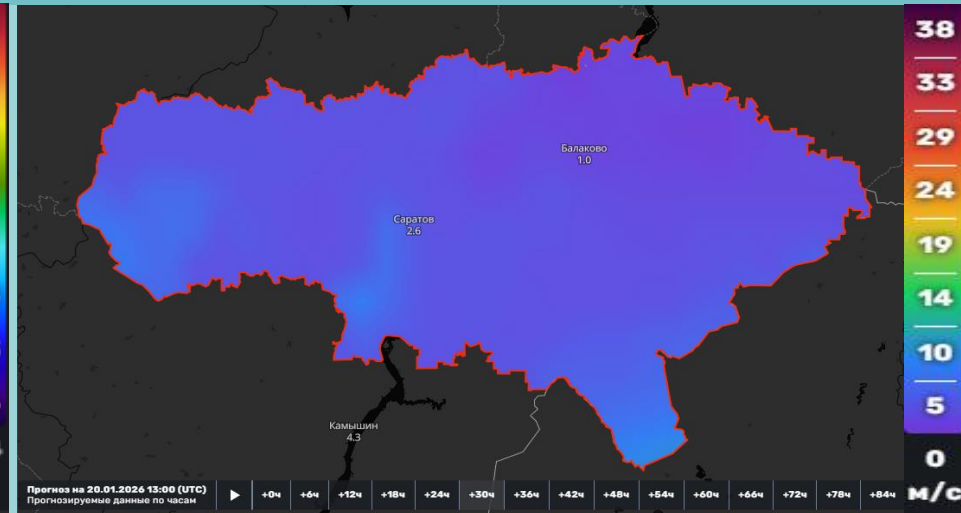 Балаково
1.0
Саратов
2.6
Камышин
4.3
Прогноз на 20.01.2026 13:00 (UTC)
Прогнозируемые данные по часам
+0ч +6ч +12ч +18ч +24ч +30ч +36ч +42ч +48ч +54ч +60ч +66ч +72ч +78ч +84ч
38
33
29
24
19
14
10
5
0
м/с